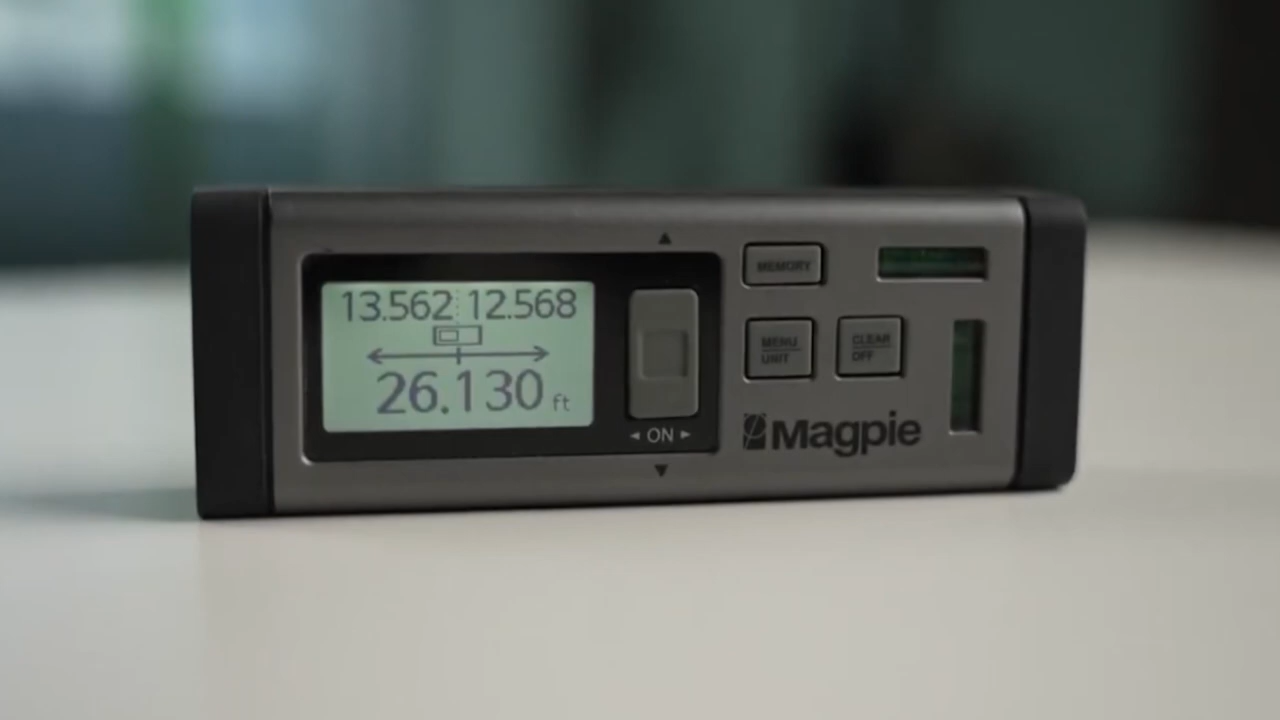 13.562 12.568
26.130 ft
◄ ON ►
MEMORY
MENU
UNIT
CLEAR
OFF
Magpie